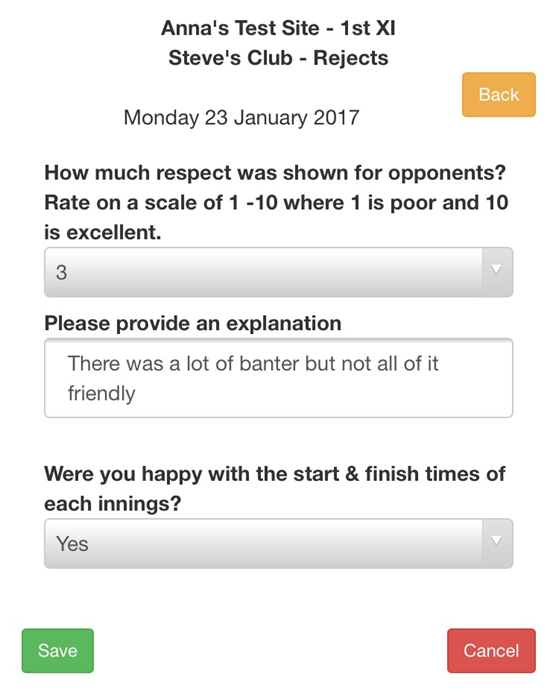 Anna's Test Site - 1st XI
Steve's Club - Rejects
Back
Monday 23 January 2017
How much respect was shown for opponents?
Rate on a scale of 1 -10 where 1 is poor and 10
is excellent.
3
Please provide an explanation
There was a lot of banter but not all of it
friendly
Were you happy with the start & finish times of
each innings?
Yes
Save
Cancel